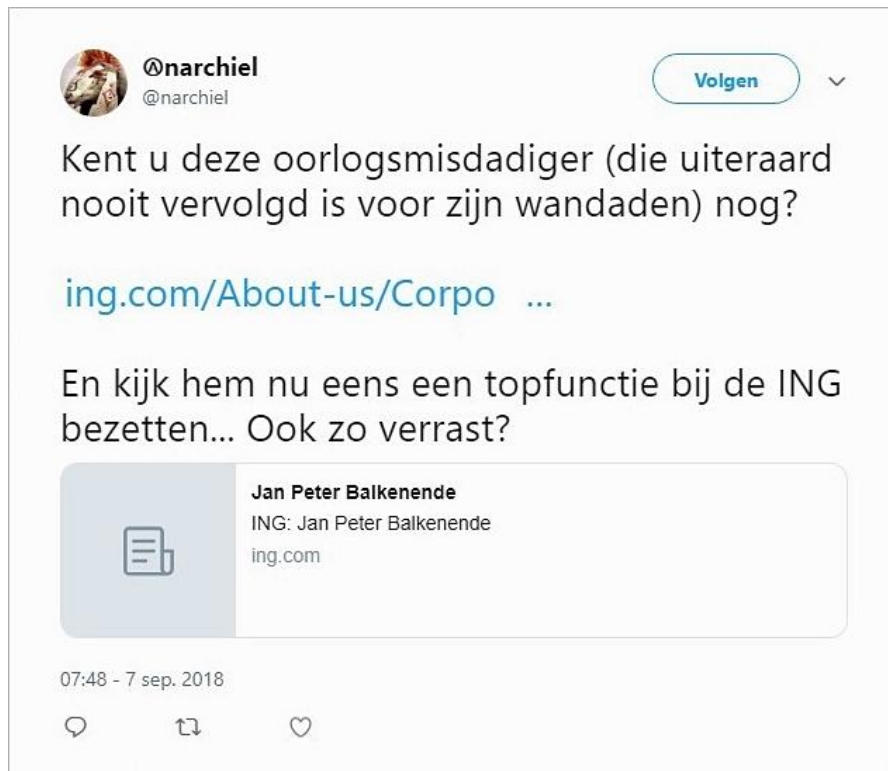 @narchiel
@narchiel
Volgen
Kent u deze oorlogsmisdadiger (die uiteraard
nooit vervolgd is voor zijn wandaden) nog?
ing.com/About-us/Corpo ...
En kijk hem nu eens een topfunctie bij de ING
bezetten... Ook zo verrast?
Jan Peter Balkenende
ING: Jan Peter Balkenende
ing.com
07:48 - 7 sep. 2018